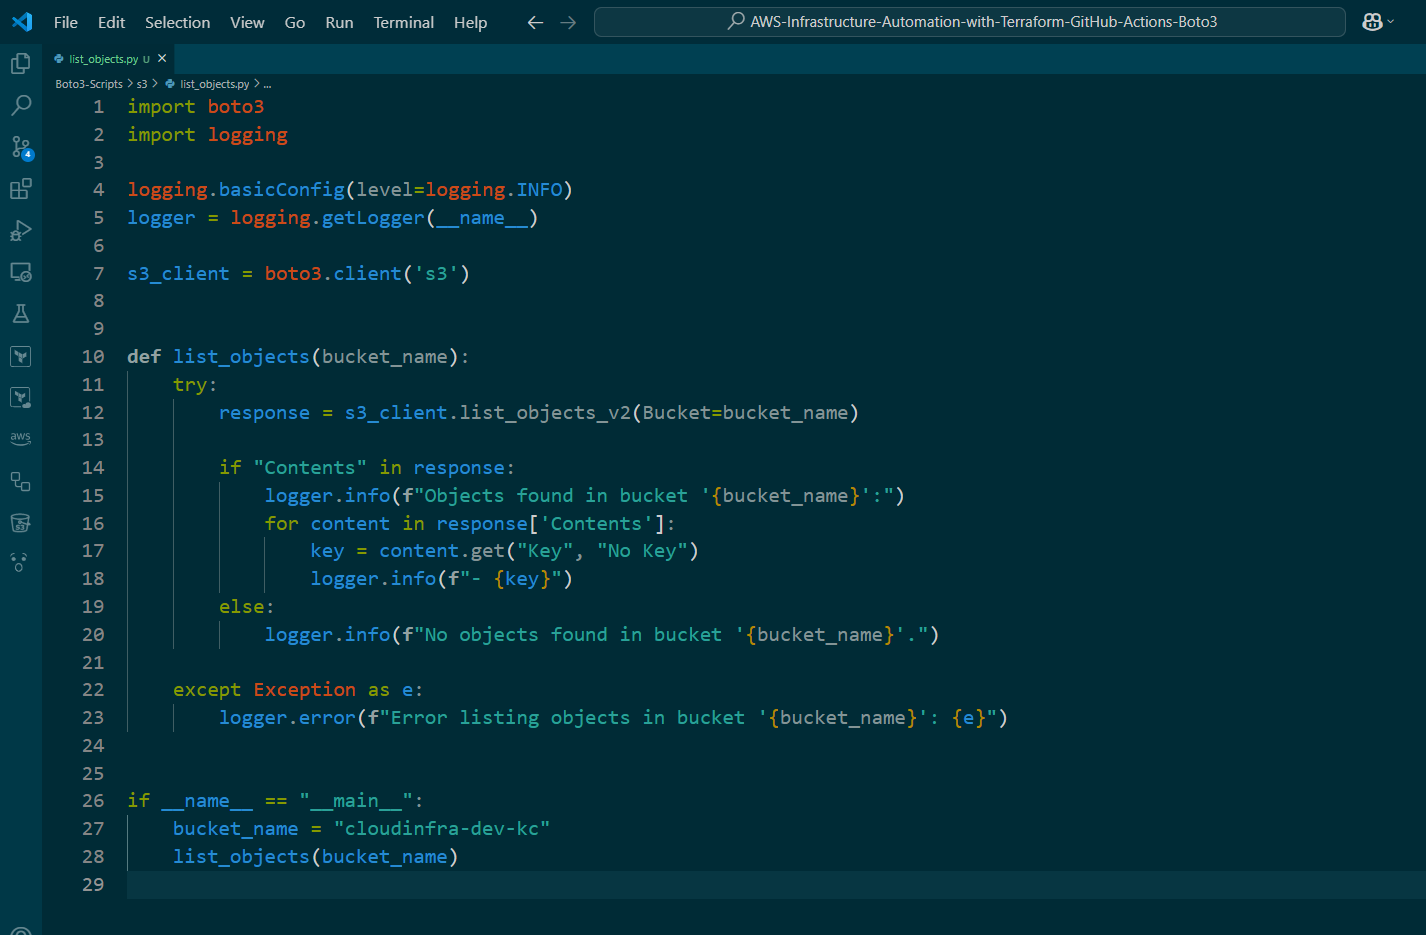 File Edit Selection View Go Run Terminal Help AWS-Infrastructure-Automation-with-Terraform-GitHub-Actions-Boto3
list_objects.py U
Boto3-Scripts > s3 > list_objects.py > ...
1 import boto3
2 import logging
3
4 logging.basicConfig(level=logging.INFO)
5 logger = logging.getLogger(__name__)
6
7 s3_client = boto3.client('s3')
8
9
10 def list_objects(bucket_name):
11     try:
12         response = s3_client.list_objects_v2(Bucket=bucket_name)
13
14         if "Contents" in response:
15             logger.info(f"Objects found in bucket '{bucket_name}':")
16             for content in response['Contents']:
17                 key = content.get("Key", "No Key")
18                 logger.info(f"- {key}")
19         else:
20             logger.info(f"No objects found in bucket '{bucket_name}'.")
21
22     except Exception as e:
23         logger.error(f"Error listing objects in bucket '{bucket_name}': {e}")
24
25
26 if __name__ == "__main__":
27     bucket_name = "cloudinfra-dev-kc"
28     list_objects(bucket_name)
29
4
aws
S3